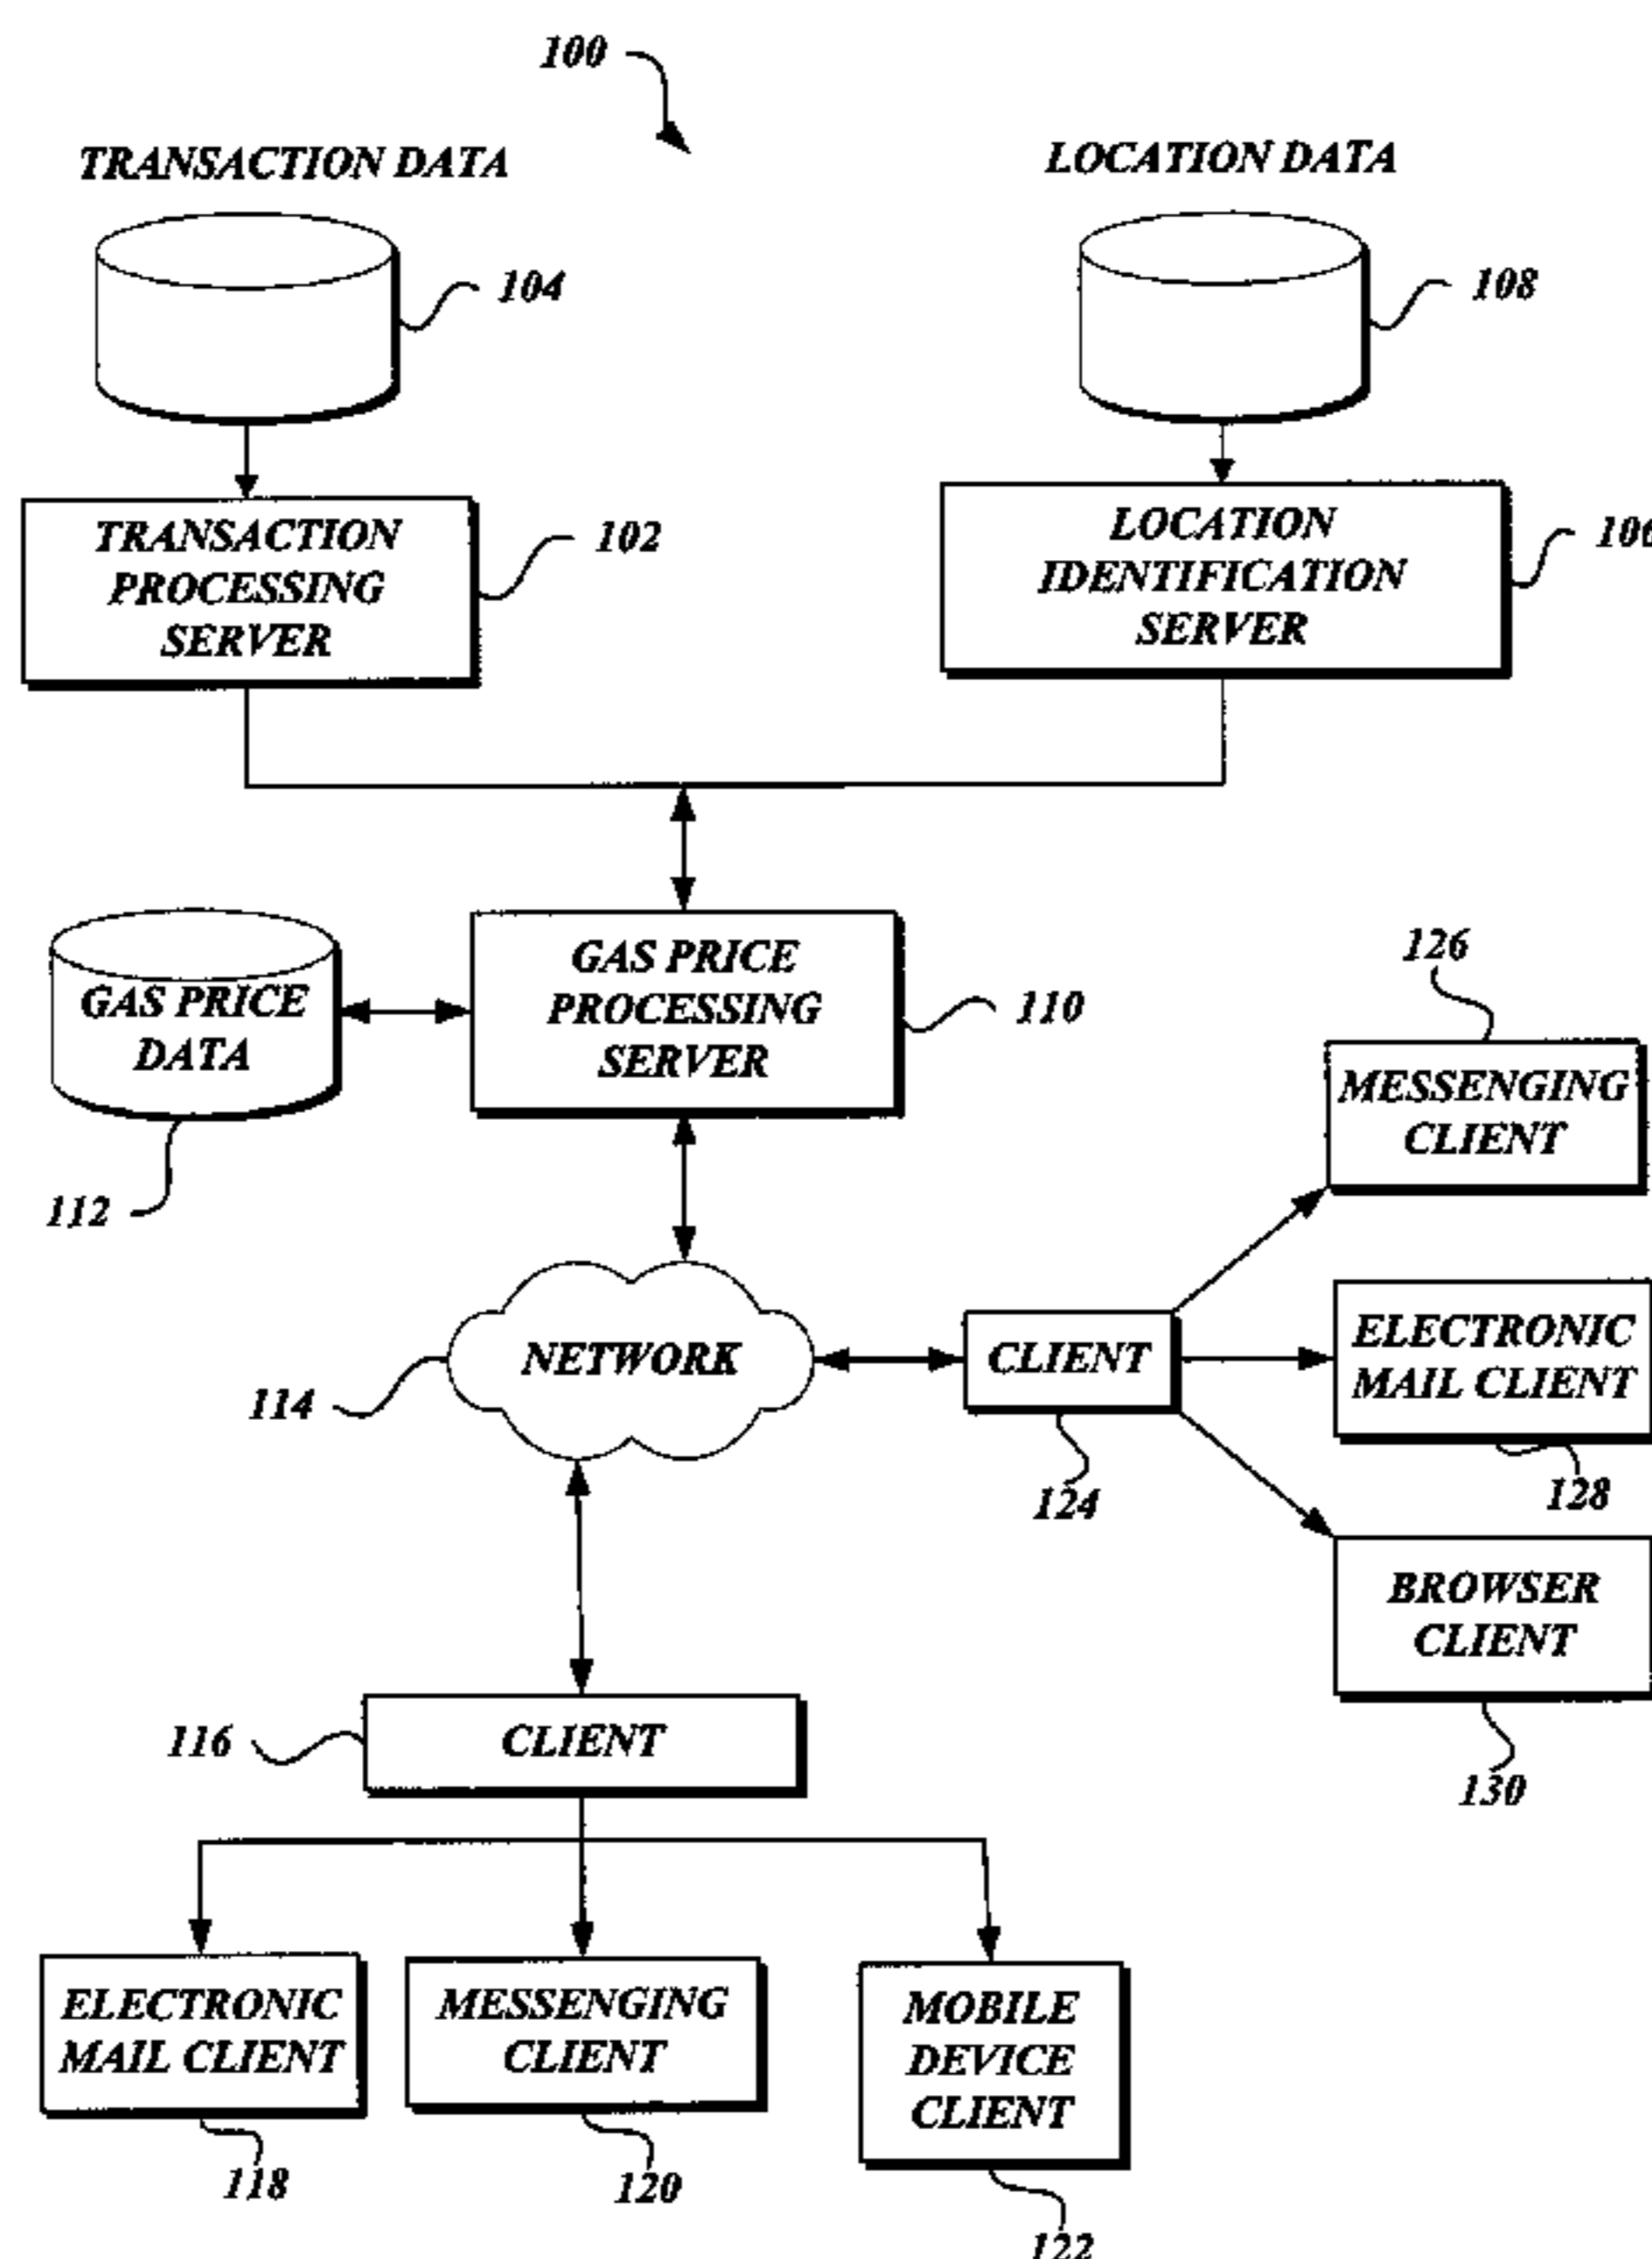 100
TRANSACTION DATA
LOCATION DATA
104
108
TRANSACTION
PROCESSING
SERVER
102
LOCATION
IDENTIFICATION
SERVER
106
GAS PRICE
DATA
112
GAS PRICE
PROCESSING
SERVER
110
126
MESSENGING
CLIENT
NETWORK
114
CLIENT
124
ELECTRONIC
MAIL CLIENT
128
BROWSER
CLIENT
130
116
CLIENT
ELECTRONIC
MAIL CLIENT
118
MESSENGING
CLIENT
120
MOBILE
DEVICE
CLIENT
122